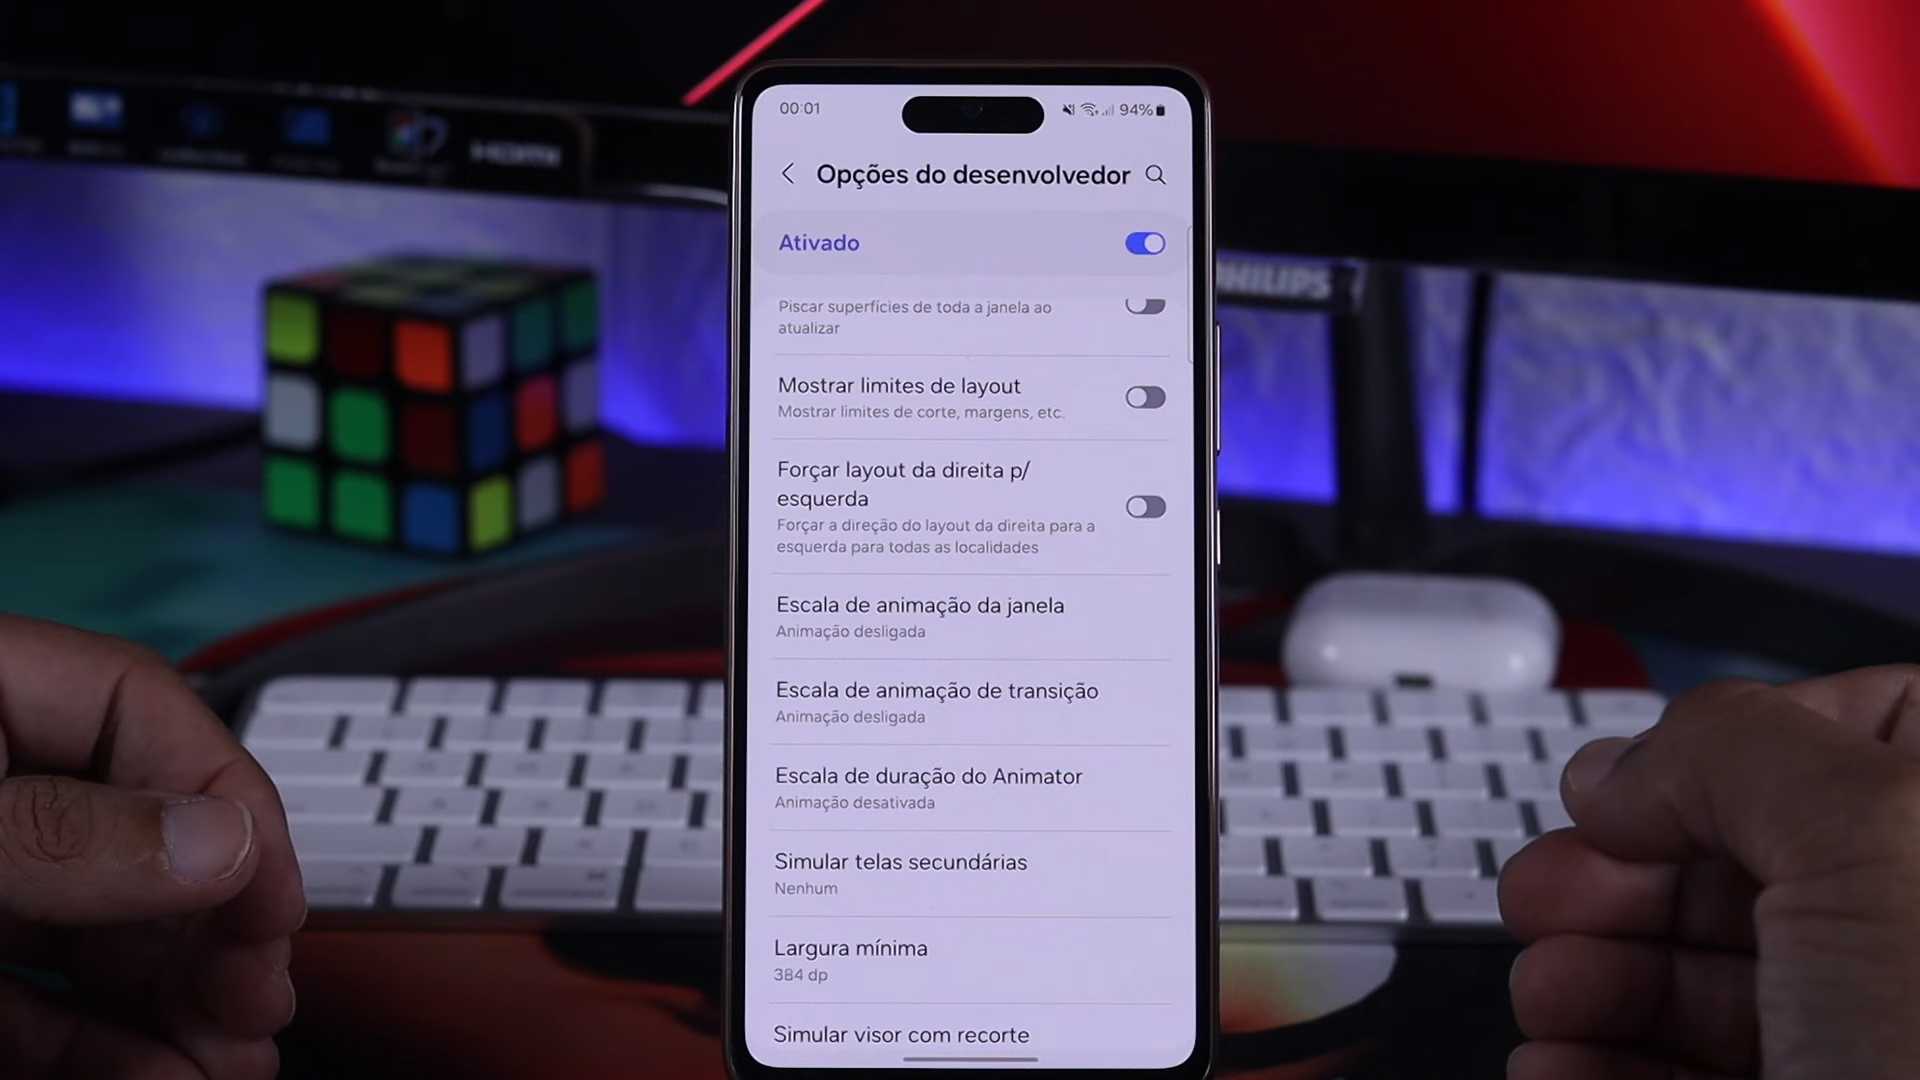 HDMI
PHILIPS
00:01
94%
Opções do desenvolvedor
Ativado
Piscar superfícies de toda a janela ao
atualizar
Mostrar limites de layout
Mostrar limites de corte, margens, etc.
Forçar layout da direita p/
esquerda
Forçar a direção do layout da direita para a
esquerda para todas as localidades
Escala de animação da janela
Animação desligada
Escala de animação de transição
Animação desligada
Escala de duração do Animator
Animação desativada
Simular telas secundárias
Nenhum
Largura mínima
384 dp
Simular visor com recorte